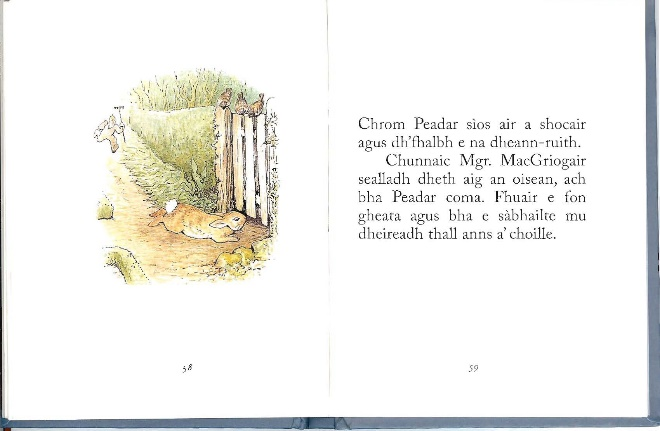 Chrom Peadar sìos air a shocair
agus dh'fhalbh e na dheann-ruith.
Chunnaic Mgr. MacGriogair
sealladh dheth aig an oisean, ach
bha Peadar coma. Fhuair e fon
gheata agus bha e sàbhailte mu
dheireadh thall anns a' choille.
58
59